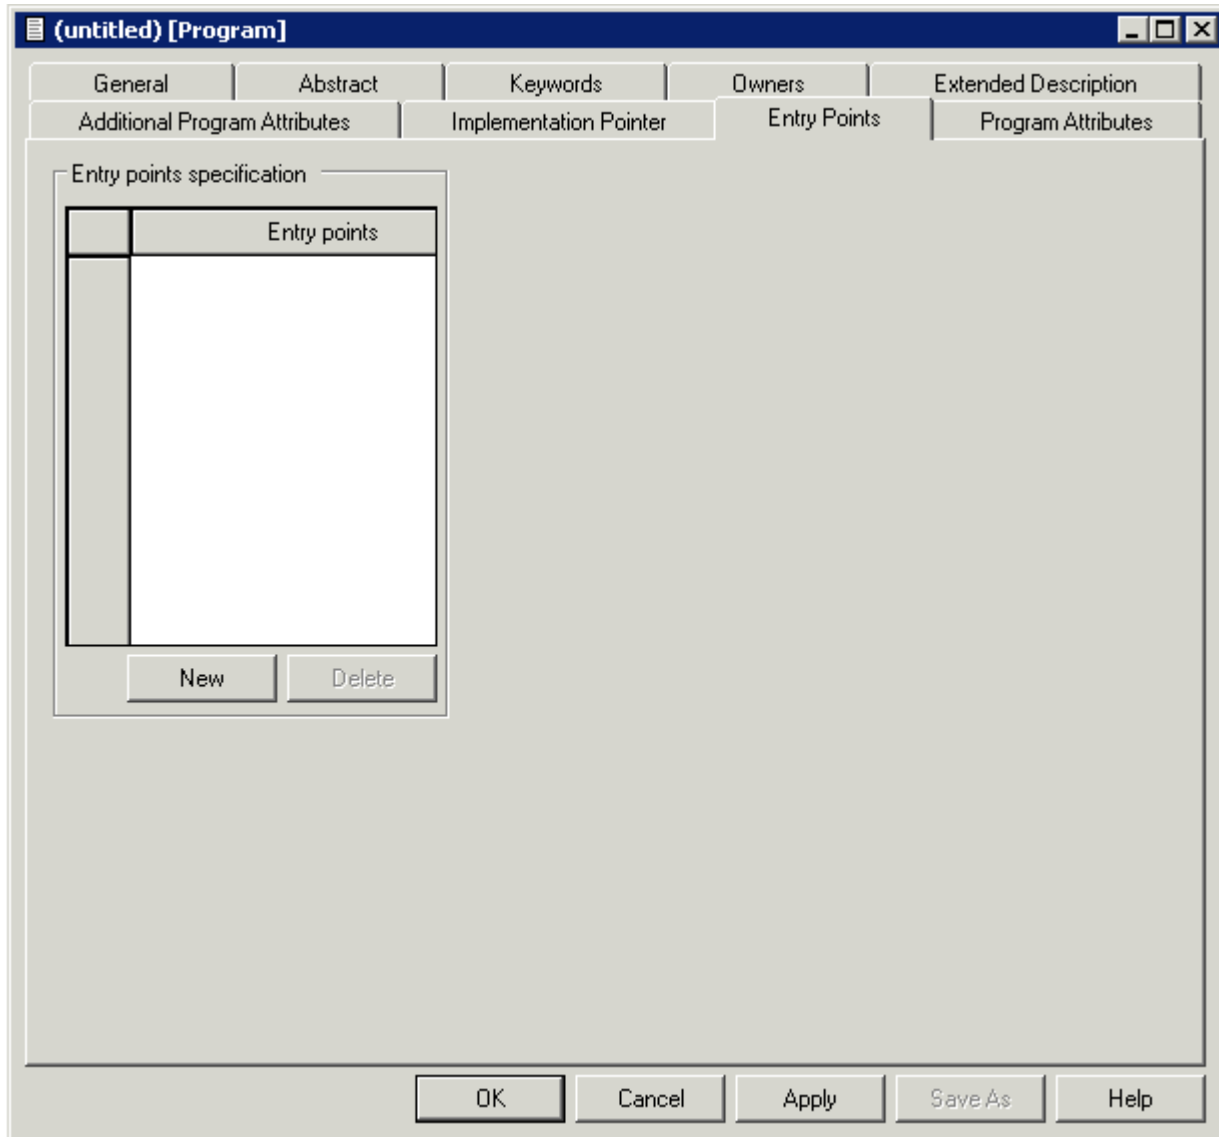 (untitled) [Program]
General Abstract Keywords Owners Extended Description
Additional Program Attributes Implementation Pointer Entry Points Program Attributes
Entry points specification
Entry points
New Delete
OK Cancel Apply Save As Help